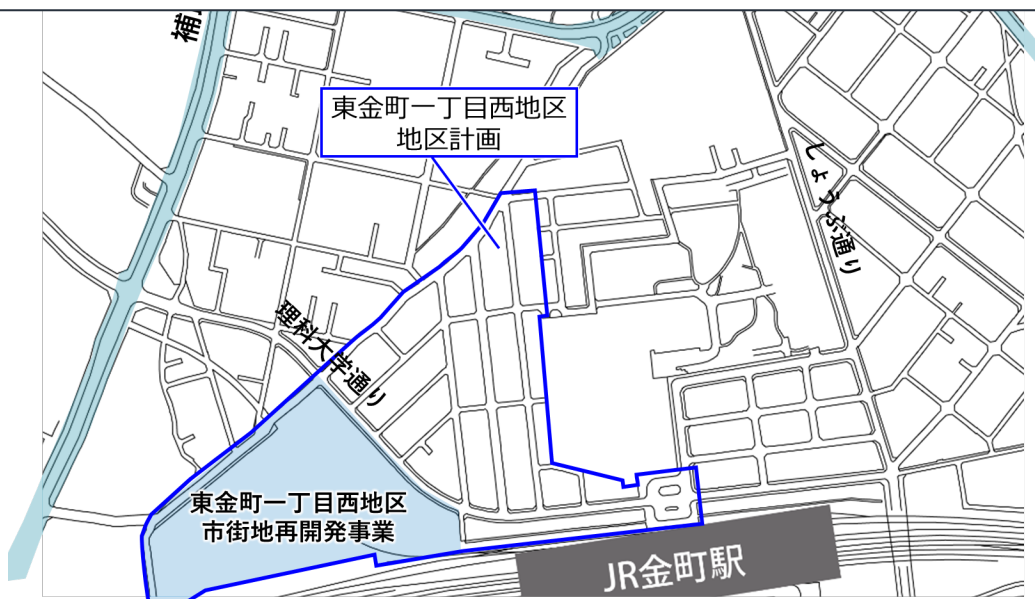 補
東金町一丁目西地区
地区計画
しょうぶ通り
理科大学通り
東金町一丁目西地区
市街地再開発事業
JR金町駅